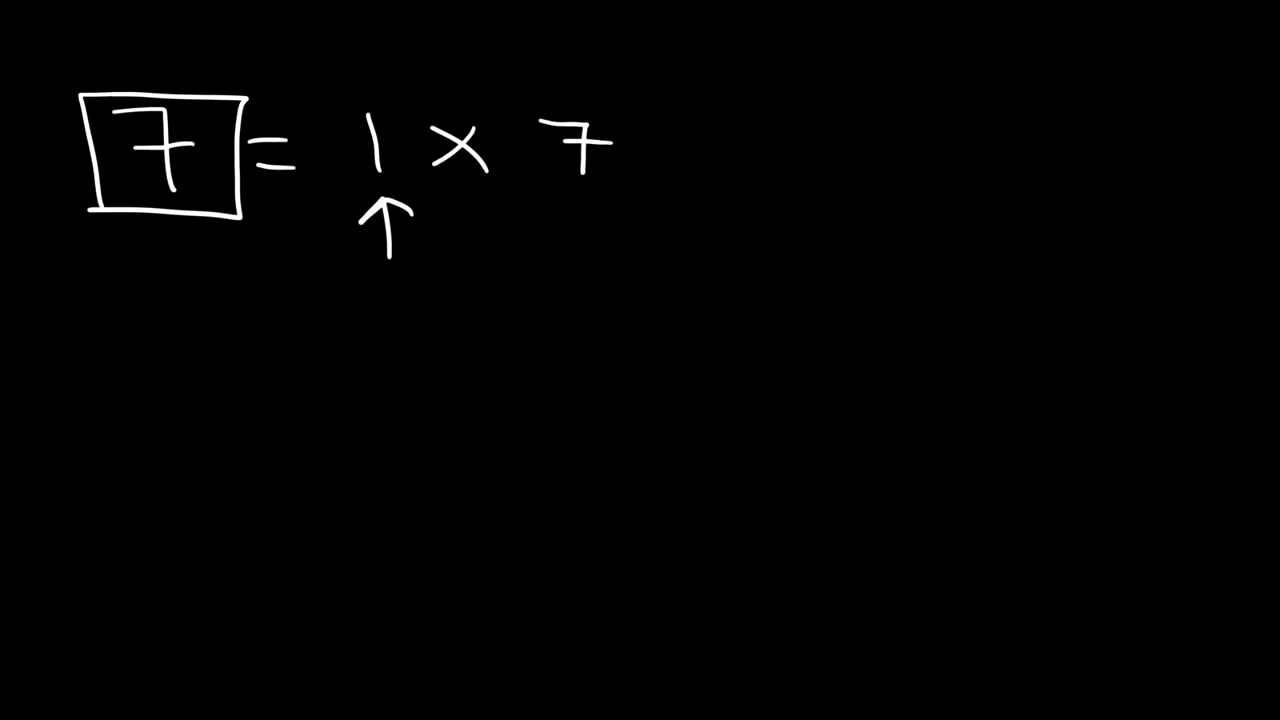 7 = 1 × 7
↑